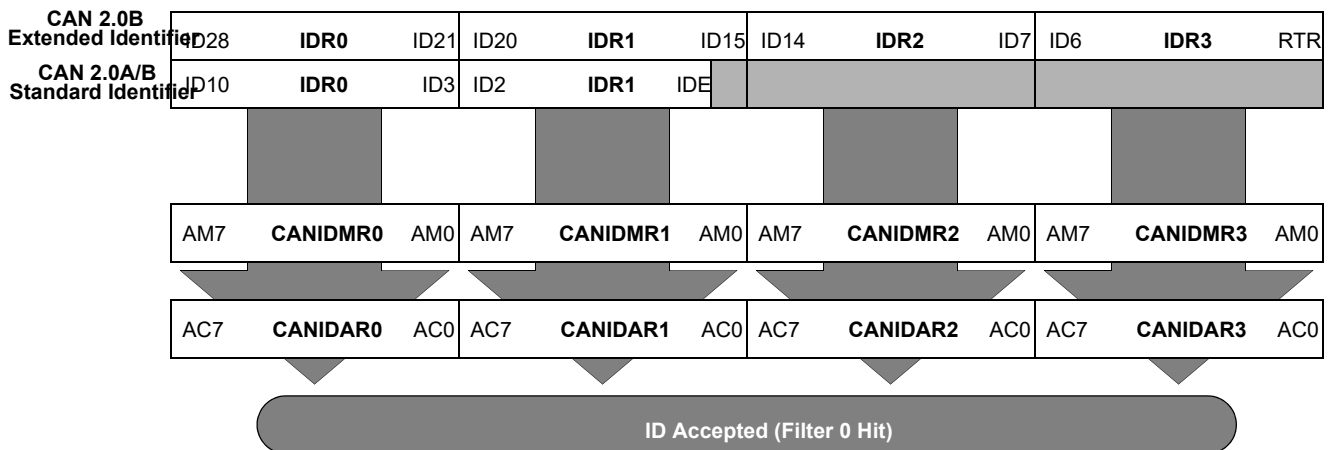 CAN 2.0B
Extended Identifier ID28 IDR0 ID21 ID20 IDR1 ID15 ID14 IDR2 ID7 ID6 IDR3 RTR
CAN 2.0A/B
Standard Identifier ID10 IDR0 ID3 ID2 IDR1 IDE
AM7 CANIDMR0 AM0 AM7 CANIDMR1 AM0 AM7 CANIDMR2 AM0 AM7 CANIDMR3 AM0
AC7 CANIDAR0 AC0 AC7 CANIDAR1 AC0 AC7 CANIDAR2 AC0 AC7 CANIDAR3 AC0
ID Accepted (Filter 0 Hit)